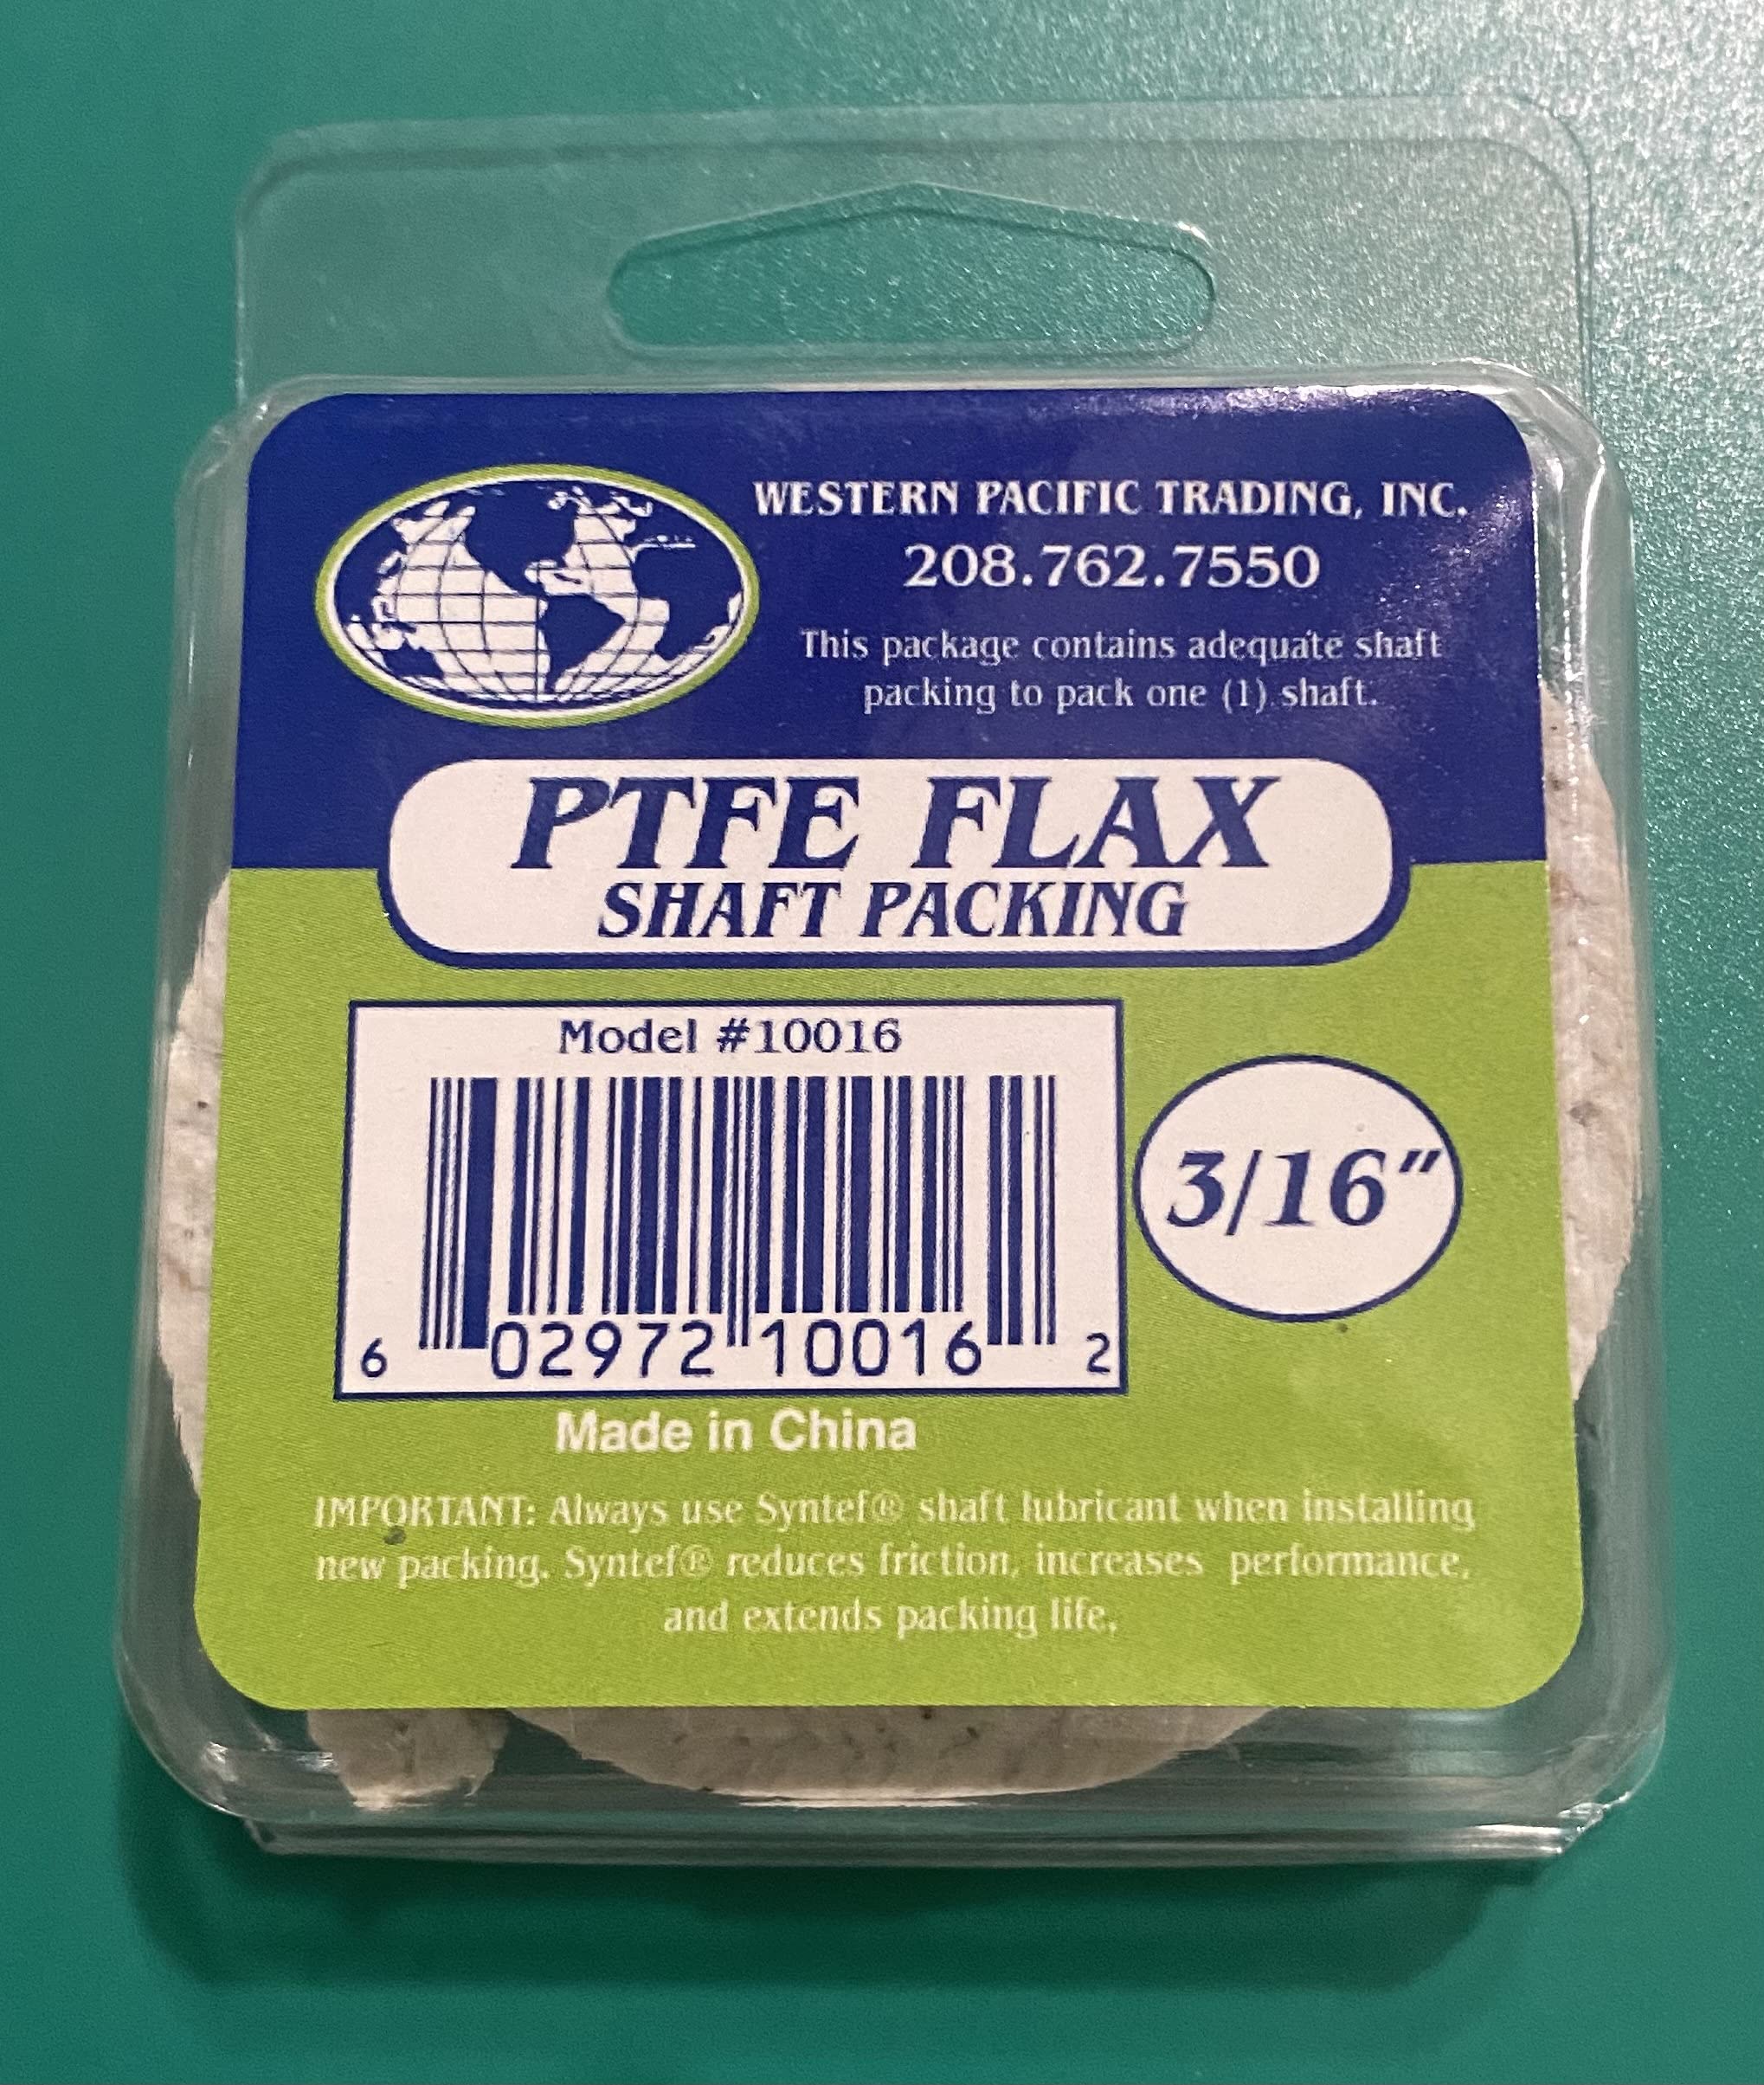 WESTERN PACIFIC TRADING, INC.
208.762.7550
This package contains adequate shaft
packing to pack one (1) shaft.
PTFE FLAX
SHAFT PACKING
Model #10016
3/16"
6 02972 10016 2
Made in China
IMPORTANT: Always use Syntef® shaft lubricant when installing
new packing. Syntef® reduces friction, increases performance,
and extends packing life.